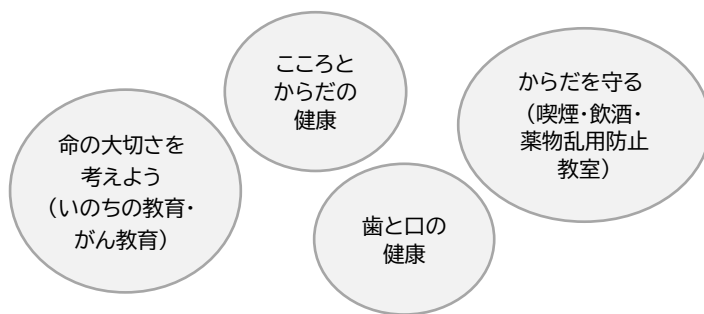 命の大切さを
考えよう
（いのちの教育・
がん教育）
こころと
からだの
健康
歯と口の
健康
からだを守る
（喫煙・飲酒・
薬物乱用防止
教室）